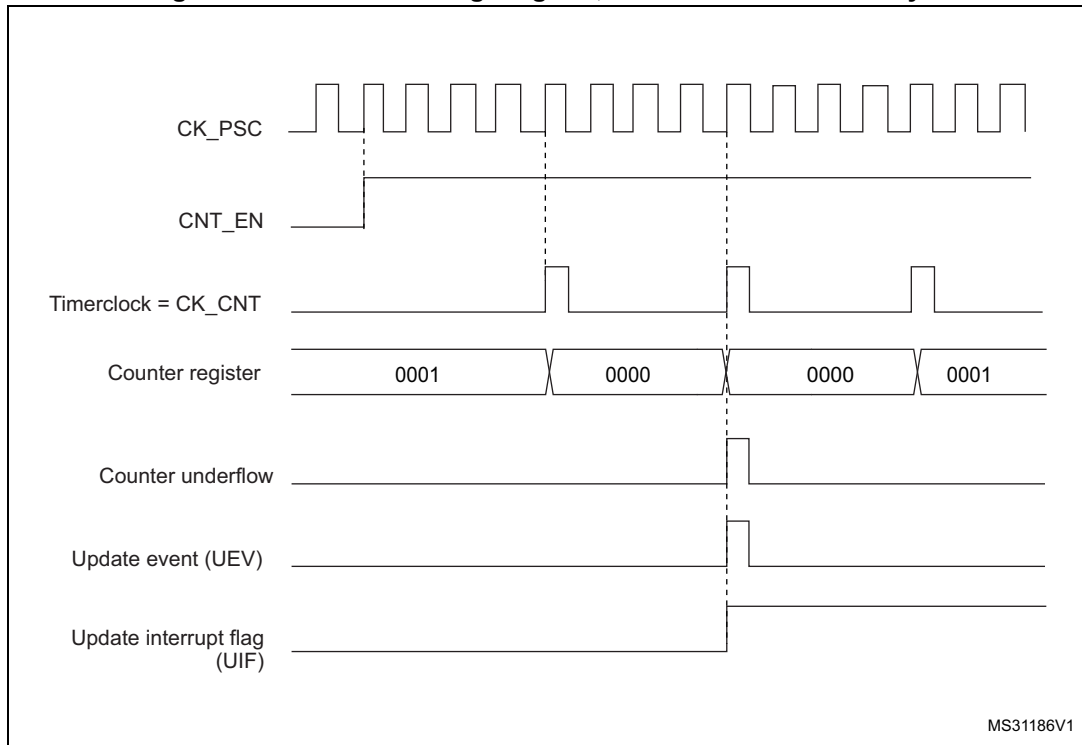 CK_PSC
CNT_EN
Timerclock = CK_CNT
Counter register
0001
0000
0000
0001
Counter underflow
Update event (UEV)
Update interrupt flag
(UIF)
MS31186V1